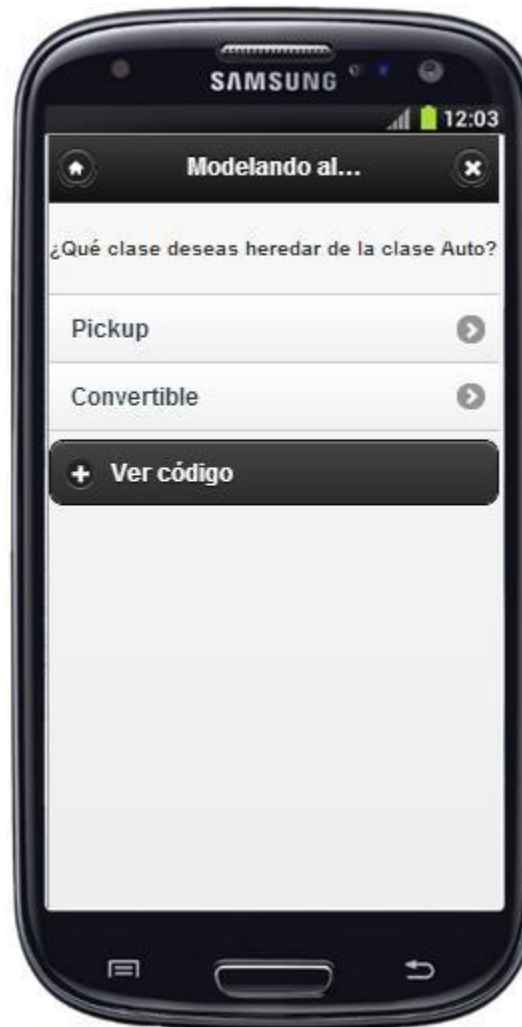 SAMSUNG
12:03
Modelando al...
¿Qué clase deseas heredar de la clase Auto?
Pickup
Convertible
Ver código